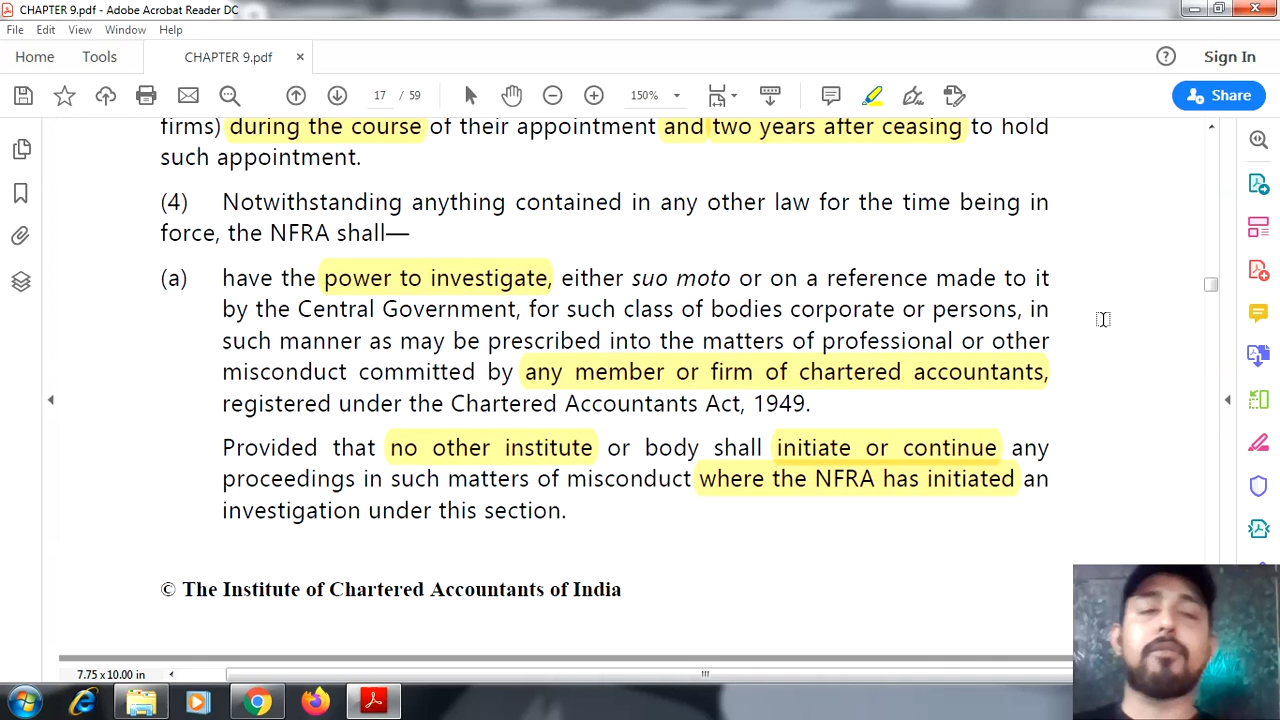 CHAPTER 9.pdf - Adobe Acrobat Reader DC
File Edit View Window Help
Home Tools CHAPTER 9.pdf × Sign In
17 / 59 150% Share
firms) during the course of their appointment and two years after ceasing to hold
such appointment.
(4) Notwithstanding anything contained in any other law for the time being in
force, the NFRA shall—
(a) have the power to investigate, either suo moto or on a reference made to it
by the Central Government, for such class of bodies corporate or persons, in
such manner as may be prescribed into the matters of professional or other
misconduct committed by any member or firm of chartered accountants,
registered under the Chartered Accountants Act, 1949.
Provided that no other institute or body shall initiate or continue any
proceedings in such matters of misconduct where the NFRA has initiated an
investigation under this section.
© The Institute of Chartered Accountants of India
7.75 x 10.00 in